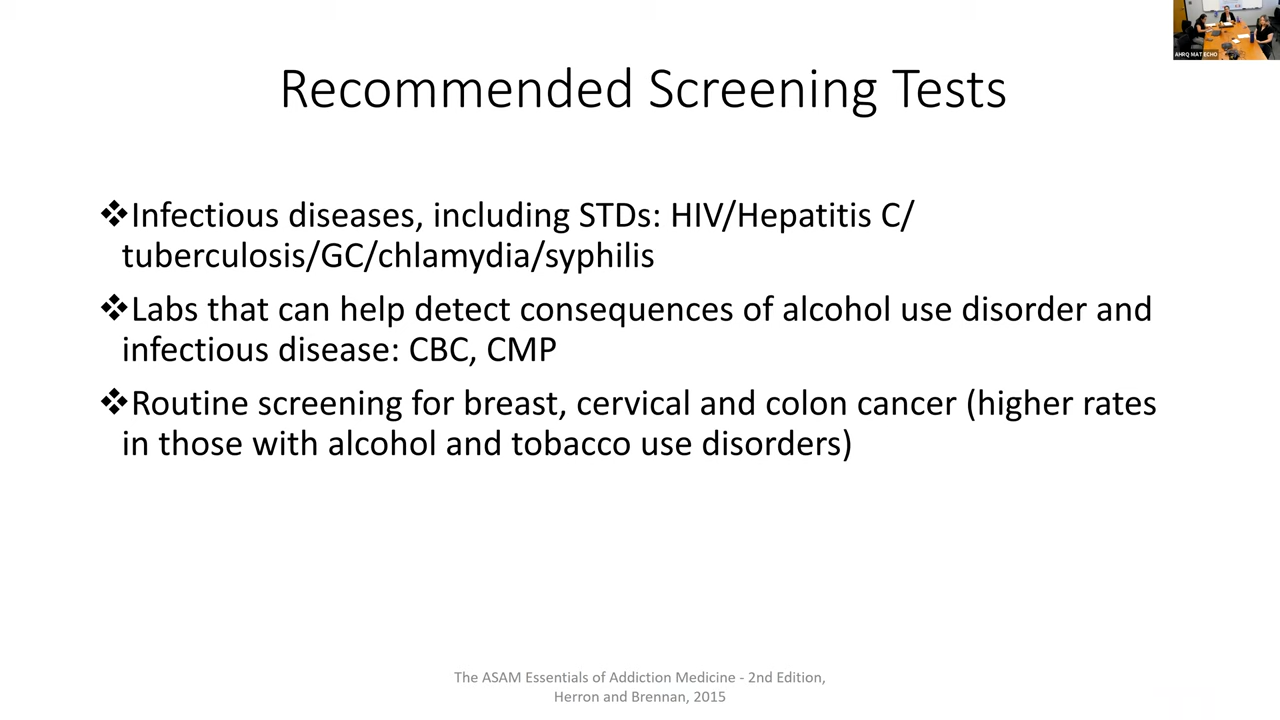 AHRQ MAT ECHO
Recommended Screening Tests
❖Infectious diseases, including STDs: HIV/Hepatitis C/
tuberculosis/GC/chlamydia/syphilis
❖Labs that can help detect consequences of alcohol use disorder and
infectious disease: CBC, CMP
❖Routine screening for breast, cervical and colon cancer (higher rates
in those with alcohol and tobacco use disorders)
The ASAM Essentials of Addiction Medicine - 2nd Edition,
Herron and Brennan, 2015